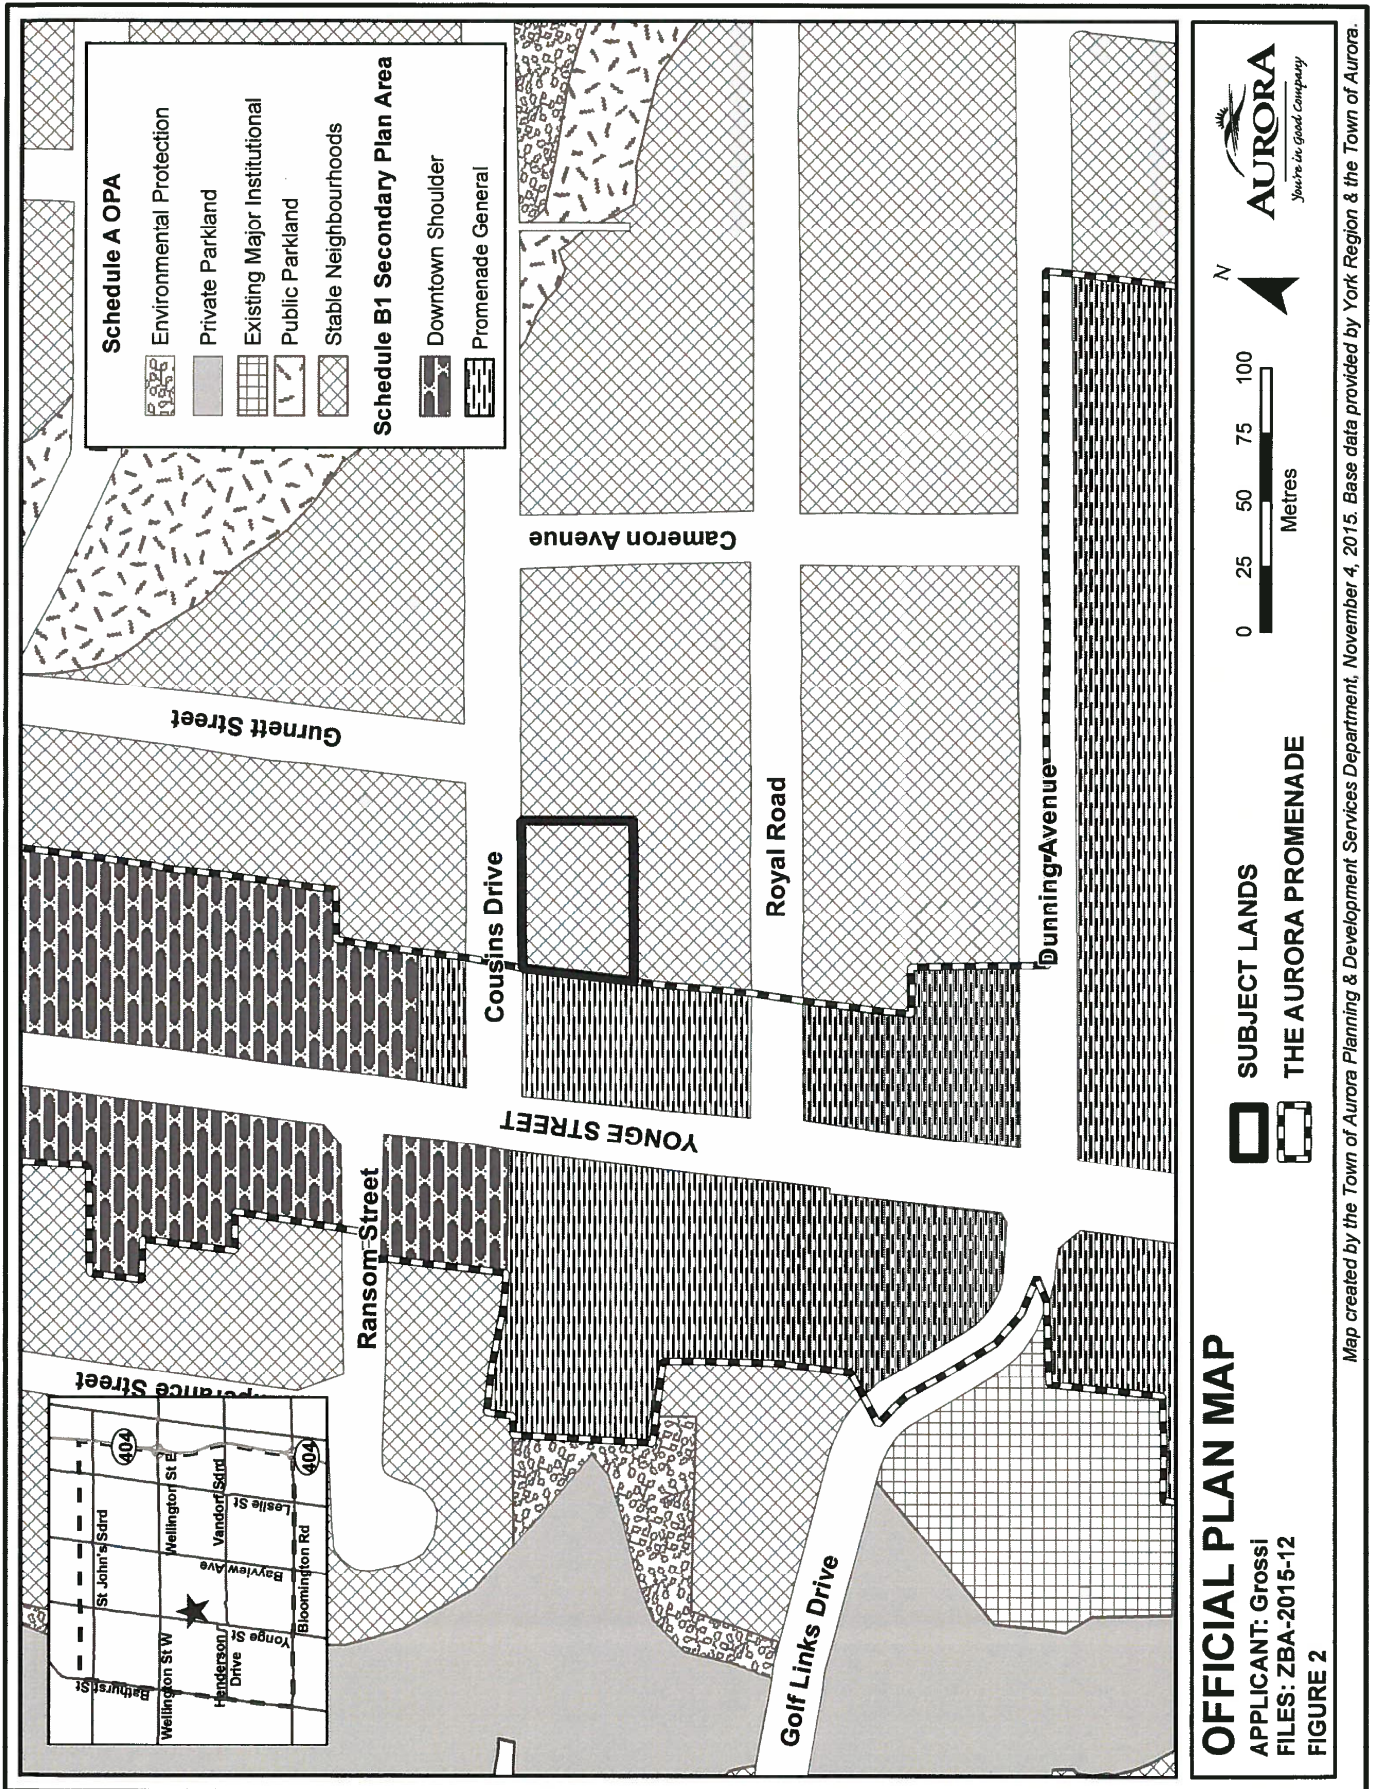 Schedule A OPA
Environmental Protection
Private Parkland
Existing Major Institutional
Public Parkland
Stable Neighbourhoods
Schedule B1 Secondary Plan Area
Downtown Shoulder
Promenade General
Gurnett Street
Cameron Avenue
Cousins Drive
Royal Road
Dunning Avenue
YONGE STREET
Ransom Street
Street
Golf Links Drive
St John's Sdrd
404
Wellington St E
Vandorf Sdrd
Leslie St
404
Bayview Ave
Bloomington Rd
Yonge St
Wellington St W
Henderson
Drive
Bathurst St
OFFICIAL PLAN MAP
APPLICANT: Grossi
FILES: ZBA-2015-12
FIGURE 2
SUBJECT LANDS
THE AURORA PROMENADE
0 25 50 75 100
Metres
N
AURORA
You're in Good Company
Map created by the Town of Aurora Planning & Development Services Department, November 4, 2015. Base data provided by York Region & the Town of Aurora.